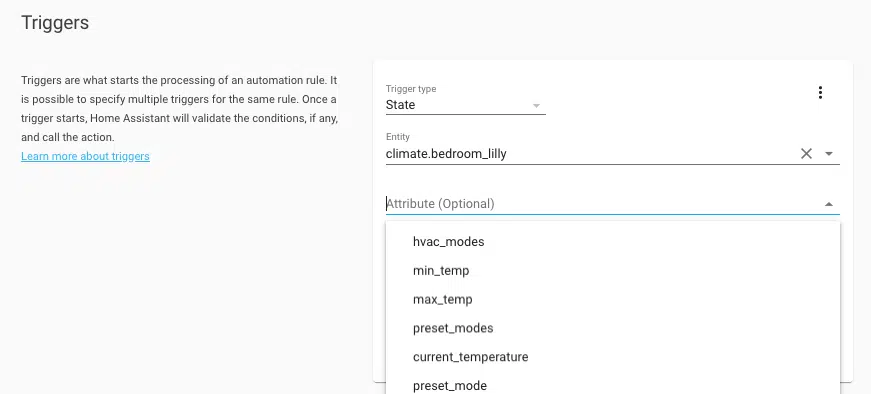 Triggers
Triggers are what starts the processing of an automation rule. It
is possible to specify multiple triggers for the same rule. Once a
trigger starts, Home Assistant will validate the conditions, if any,
and call the action.
Learn more about triggers
Trigger type
State
Entity
climate.bedroom_lilly
Attribute (Optional)
hvac_modes
min_temp
max_temp
preset_modes
current_temperature
preset_mode